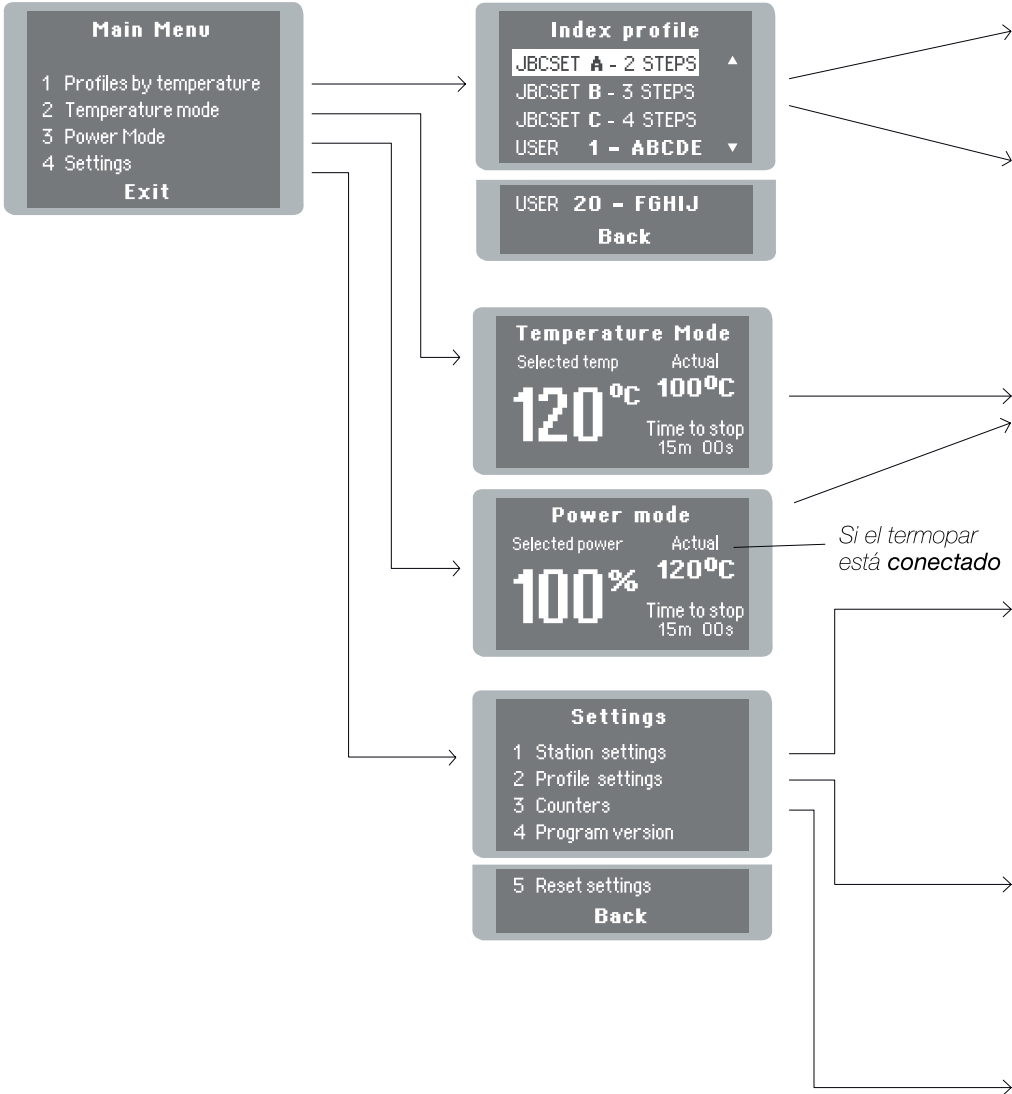 Main Menu
1 Profiles by temperature
2 Temperature mode
3 Power Mode
4 Settings
Exit
Index profile
JBCSET A - 2 STEPS
JBCSET B - 3 STEPS
JBCSET C - 4 STEPS
USER 1 - ABCDE
USER 20 - FGHIJ
Back
Temperature Mode
Selected temp Actual
120ºC 100ºC
Time to stop
15m 00s
Power mode
Selected power Actual
100% 120ºC
Time to stop
15m 00s
Si el termopar
está conectado
Settings
1 Station settings
2 Profile settings
3 Counters
4 Program version
5 Reset settings
Back